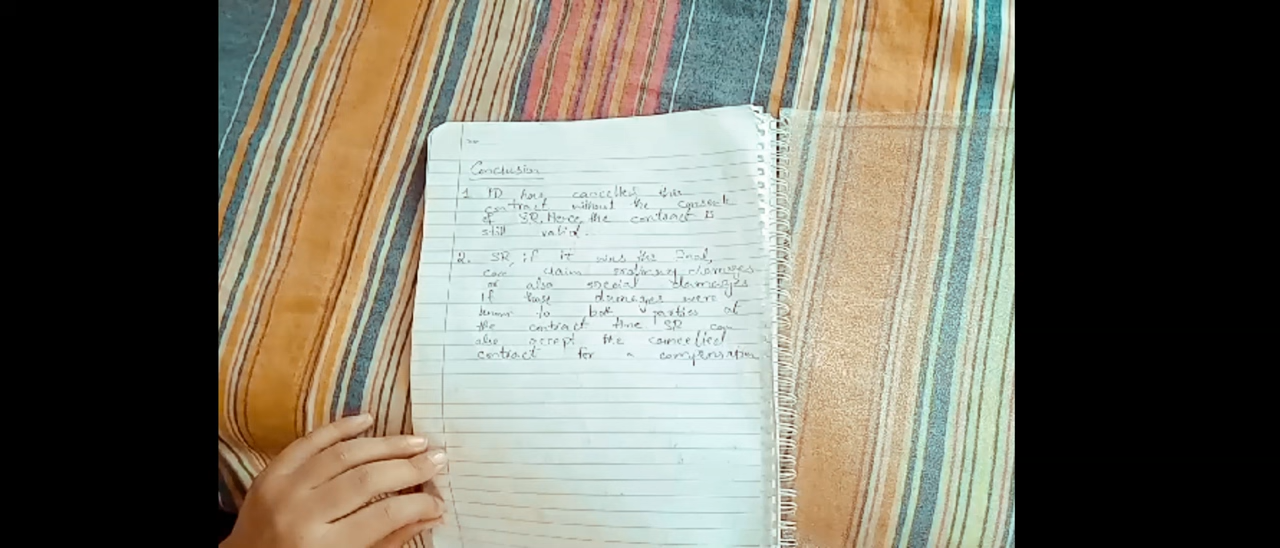 Conclusion
1. PD has cancelled this
contract without the consent
of SR. Hence, the contract is
still valid.
2. SR, if it was the final,
can claim ordinary damages
or also special damages
If those damages were
known to both parties at
the contract time SR can
also accept the cancelled
contract for a compensation